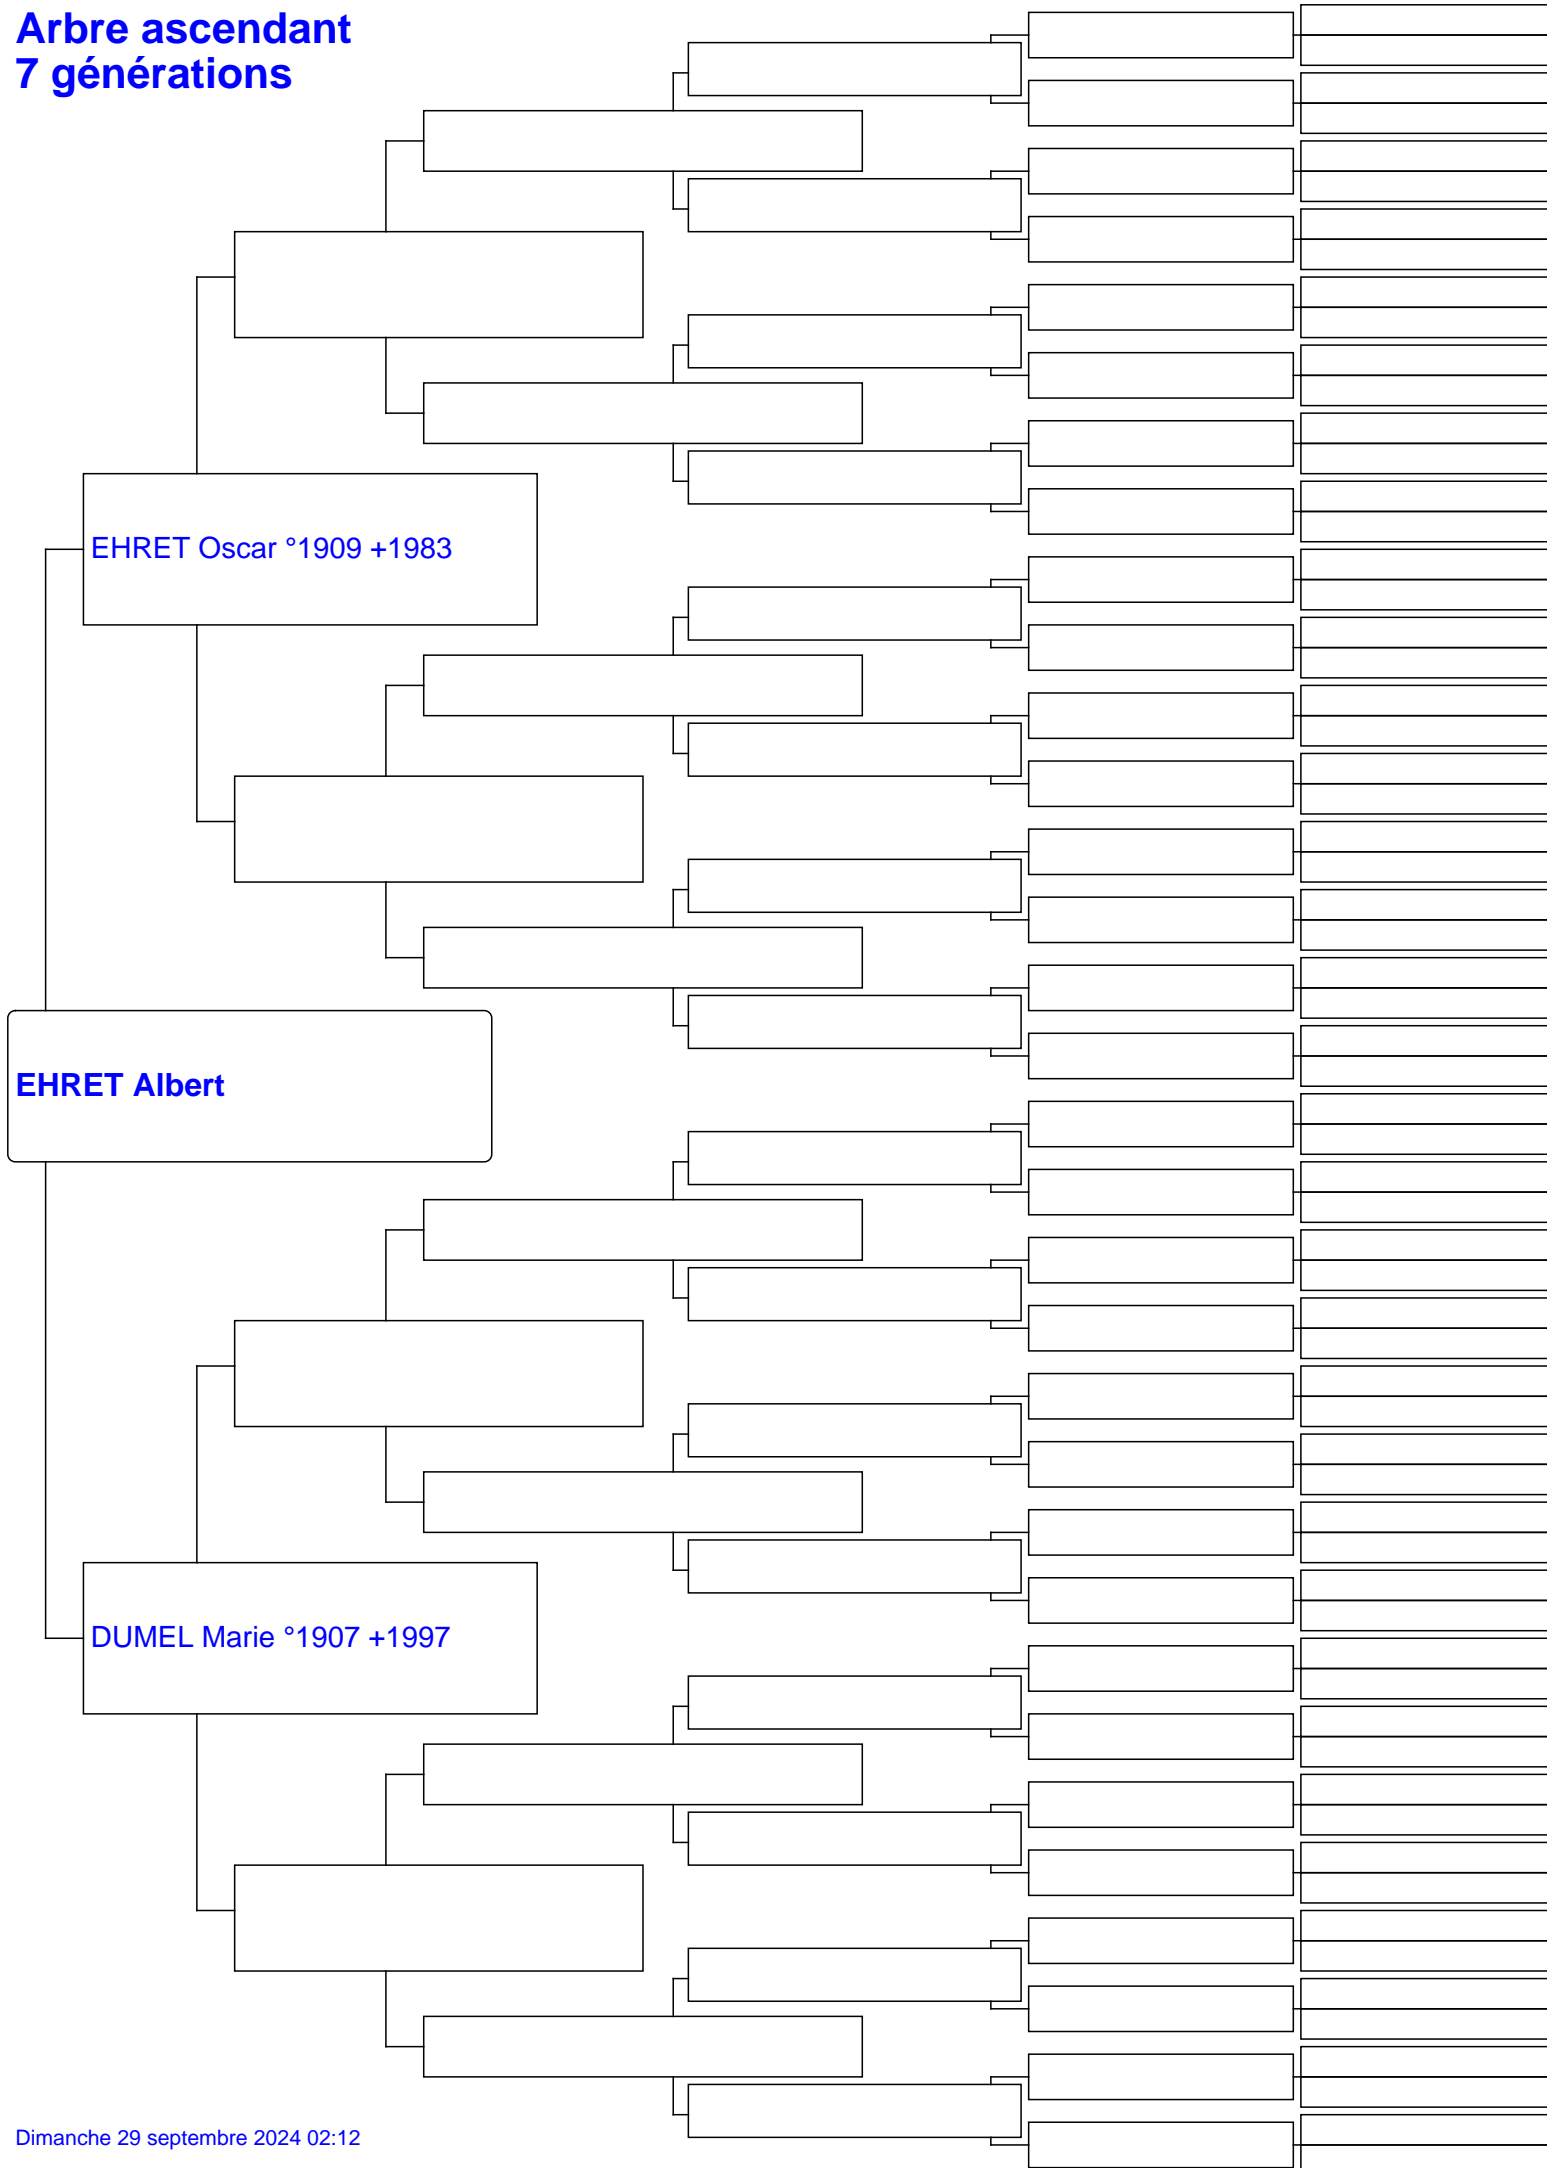 Arbre ascendant
7 générations
EHRET Oscar °1909 +1983
EHRET Albert
DUMEL Marie °1907 +1997
Dimanche 29 septembre 2024 02:12